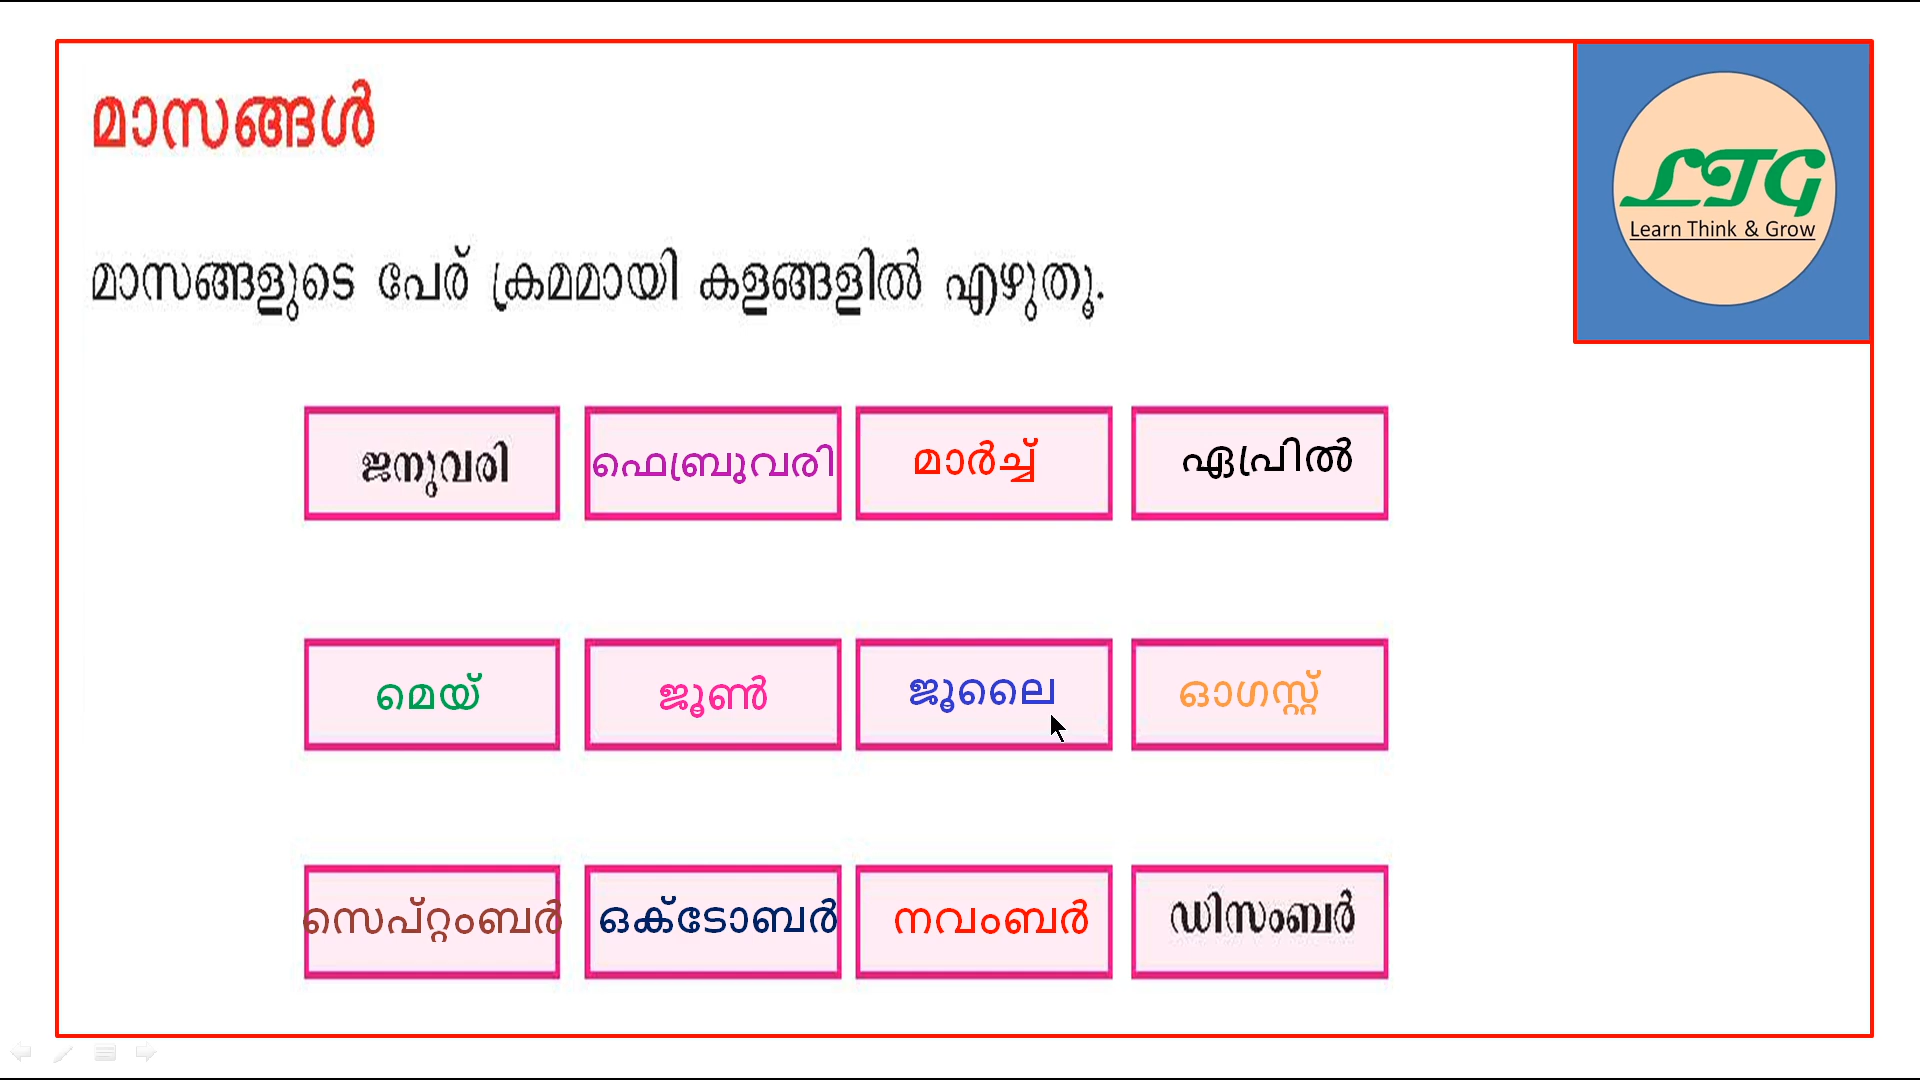 മാസങ്ങൾ
LTG
Learn Think & Grow
മാസങ്ങളുടെ പേര് ക്രമമായി കളങ്ങളിൽ എഴുതൂ.
ജനുവരി ഫെബ്രുവരി മാർച്ച് ഏപ്രിൽ
മെയ് ജൂൺ ജൂലൈ ഓഗസ്റ്റ്
സെപ്റ്റംബർ ഒക്ടോബർ നവംബർ ഡിസംബർ